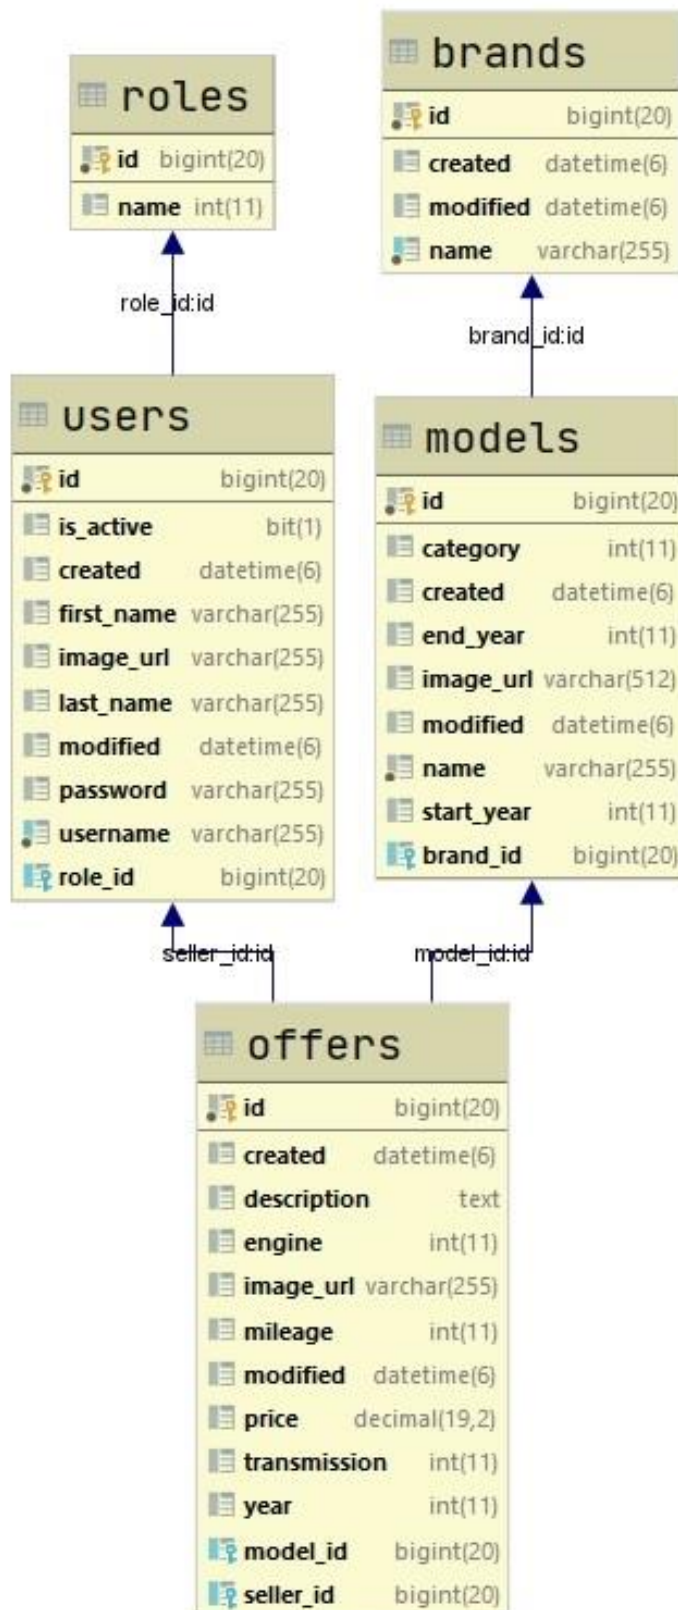 roles
id bigint(20)
name int(11)
brands
id bigint(20)
created datetime(6)
modified datetime(6)
name varchar(255)
role_id:id
brand_id:id
users
id bigint(20)
is_active bit(1)
created datetime(6)
first_name varchar(255)
image_url varchar(255)
last_name varchar(255)
modified datetime(6)
password varchar(255)
username varchar(255)
role_id bigint(20)
models
id bigint(20)
category int(11)
created datetime(6)
end_year int(11)
image_url varchar(512)
modified datetime(6)
name varchar(255)
start_year int(11)
brand_id bigint(20)
seller_id:id
model_id:id
offers
id bigint(20)
created datetime(6)
description text
engine int(11)
image_url varchar(255)
mileage int(11)
modified datetime(6)
price decimal(19,2)
transmission int(11)
year int(11)
model_id bigint(20)
seller_id bigint(20)